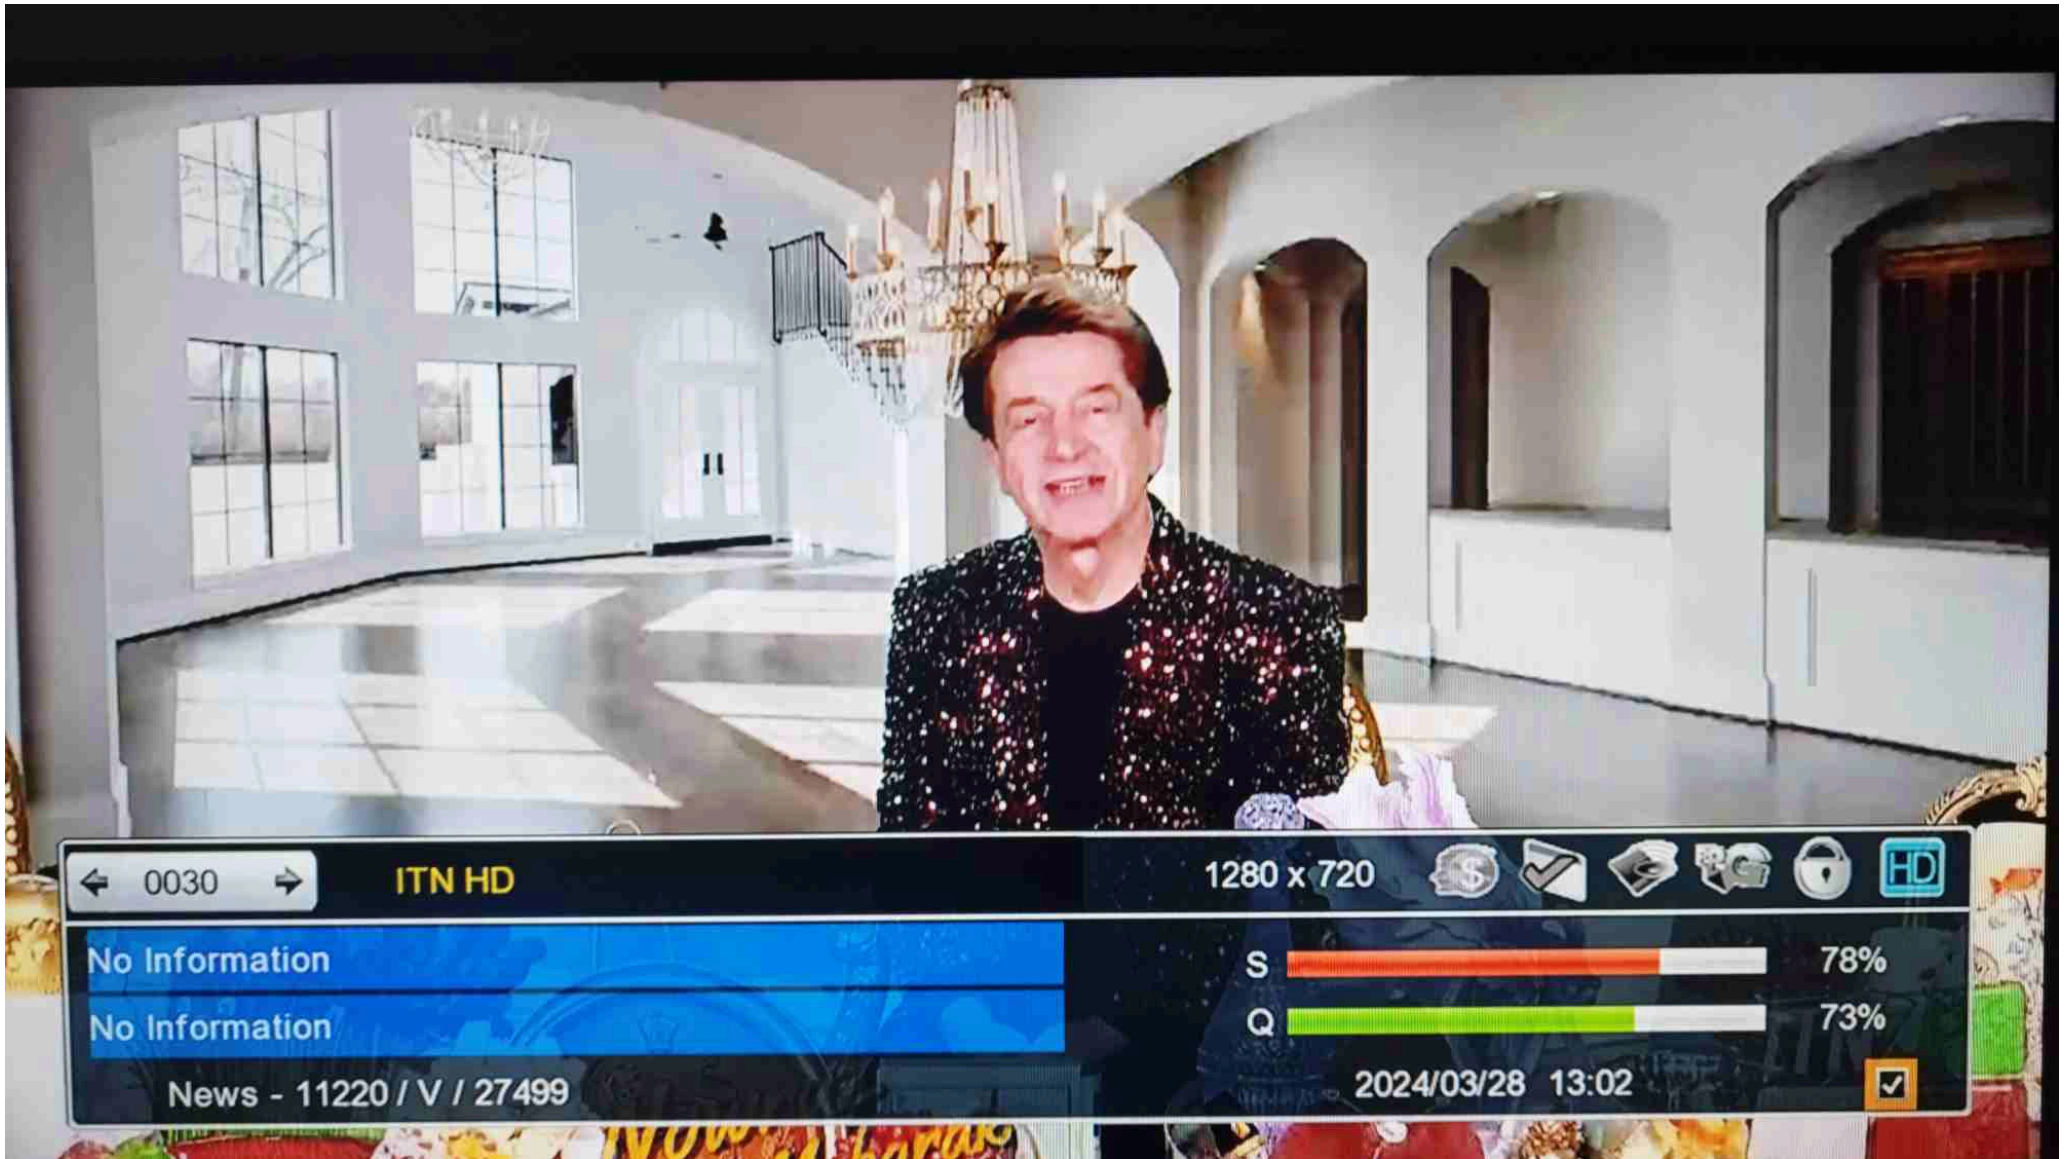 0030
ITN HD
1280 x 720
$
HD
No Information
S
78%
No Information
Q
73%
News - 11220 / V / 27499
2024/03/28 13:02